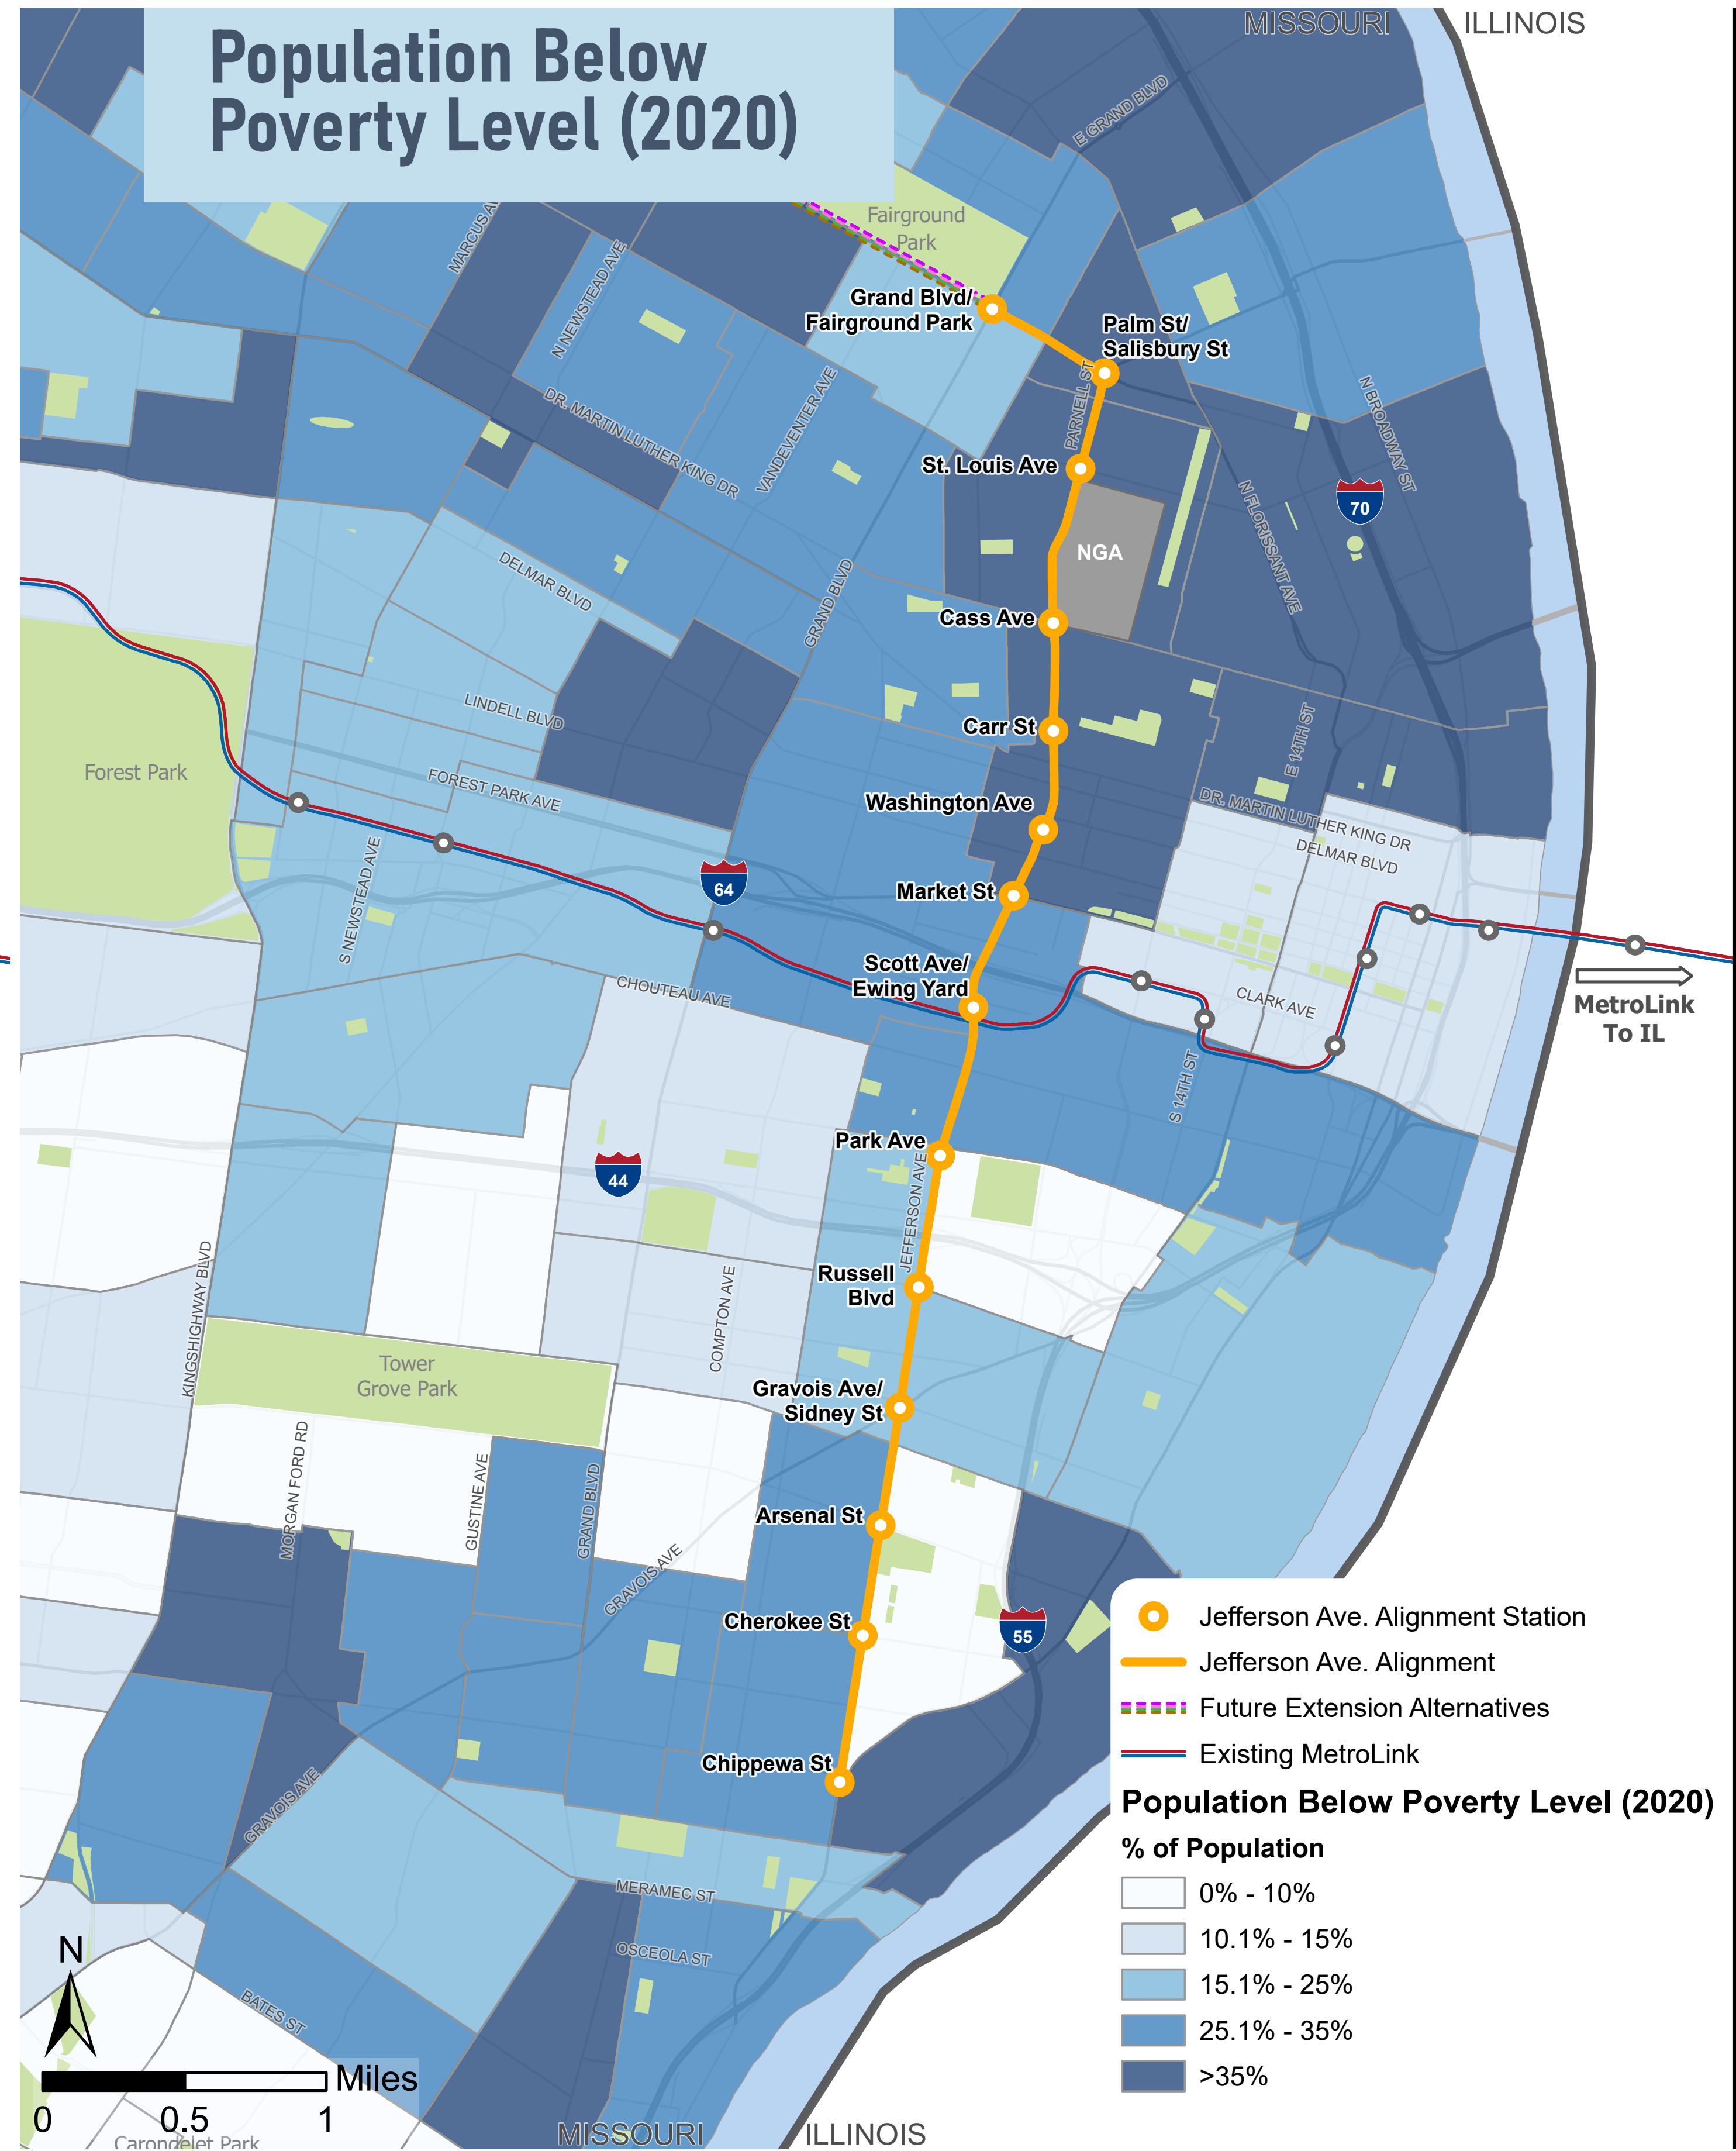 Population Below
Poverty Level (2020)
MISSOURI
ILLINOIS
E GRAND BLVD
Fairground
Park
MARCUS
N NEWSTEAD AVE
Grand Blvd/
Fairground Park
Palm St/
Salisbury St
PARNELL ST
VANDEVENTER AVE
DR. MARTIN LUTHER KING DR
N BROADWAY ST
St. Louis Ave
70
N FLORISSANT AVE
NGA
DELMAR BLVD
GRAND BLVD
Cass Ave
LINDELL BLVD
Carr St
E 14TH ST
Forest Park
FOREST PARK AVE
Washington Ave
DR. MARTIN LUTHER KING DR
DELMAR BLVD
64
Market St
S NEWSTEAD AVE
Scott Ave/
Ewing Yard
CHOUTEAU AVE
CLARK AVE
MetroLink
To IL
S 14TH ST
Park Ave
44
JEFFERSON AVE
Russell
Blvd
KINGSHIGHWAY BLVD
COMPTON AVE
Tower
Grove Park
Gravois Ave/
Sidney St
MORGAN FORD RD
GUSTINE AVE
GRAND BLVD
Arsenal St
GRAVOIS AVE
Cherokee St
55
Chippewa St
GRAVOIS AVE
MERAMEC ST
OSCEOLA ST
BATES ST
Jefferson Ave. Alignment Station
Jefferson Ave. Alignment
Future Extension Alternatives
Existing MetroLink
Population Below Poverty Level (2020)
% of Population
0% - 10%
10.1% - 15%
15.1% - 25%
25.1% - 35%
>35%
N
Miles
0 0.5 1
Carondelet Park
MISSOURI
ILLINOIS